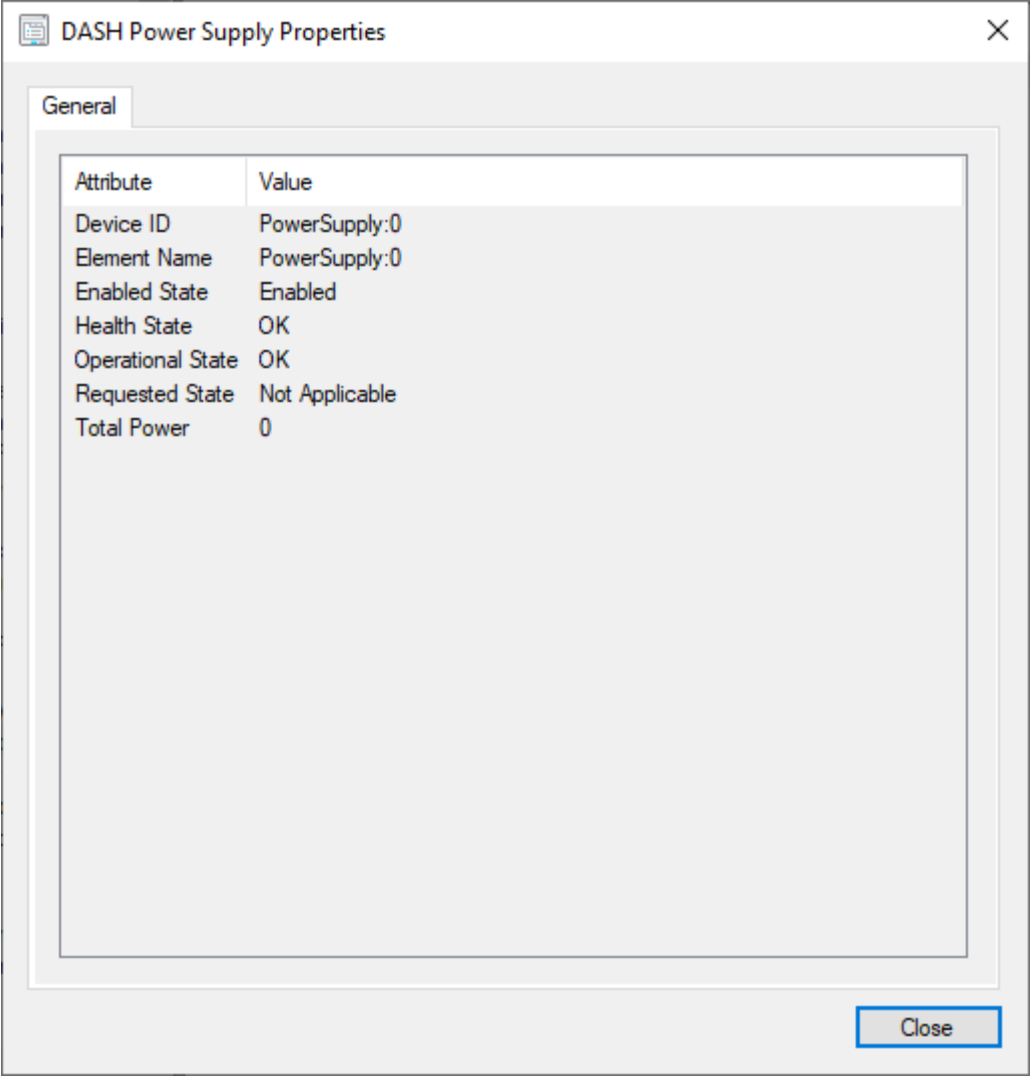 DASH Power Supply Properties
General
Attribute Value
Device ID PowerSupply:0
Element Name PowerSupply:0
Enabled State Enabled
Health State OK
Operational State OK
Requested State Not Applicable
Total Power 0
Close